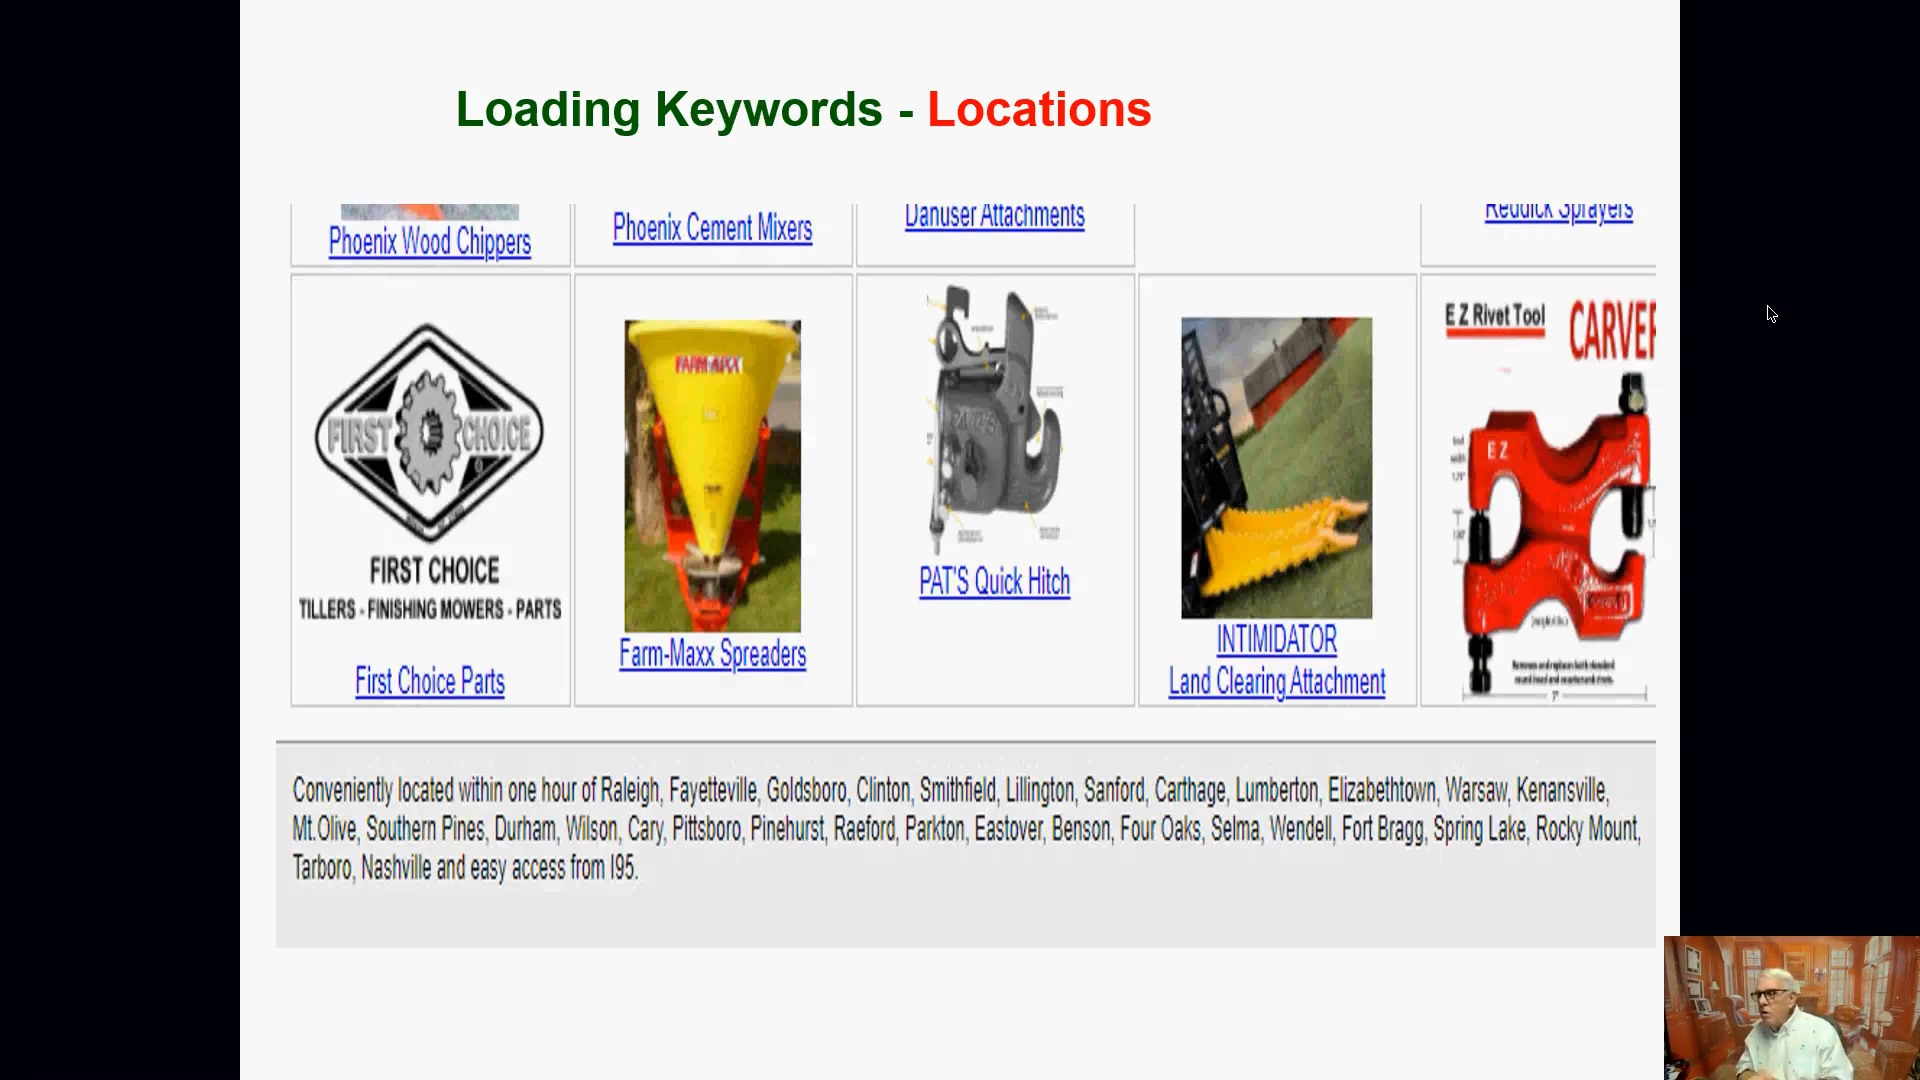 Loading Keywords - Locations
Phoenix Wood Chippers
Phoenix Cement Mixers
Danuser Attachments
Reddick Sprayers
FIRST CHOICE
FIRST CHOICE
TILLERS - FINISHING MOWERS - PARTS
First Choice Parts
FARM-MAXX
Farm-Maxx Spreaders
PAT'S
PAT'S Quick Hitch
INTIMIDATOR
Land Clearing Attachment
E Z Rivet Tool
CARVER
E Z
Conveniently located within one hour of Raleigh, Fayetteville, Goldsboro, Clinton, Smithfield, Lillington, Sanford, Carthage, Lumberton, Elizabethtown, Warsaw, Kenansville,
Mt.Olive, Southern Pines, Durham, Wilson, Cary, Pittsboro, Pinehurst, Raeford, Parkton, Eastover, Benson, Four Oaks, Selma, Wendell, Fort Bragg, Spring Lake, Rocky Mount,
Tarboro, Nashville and easy access from I95.